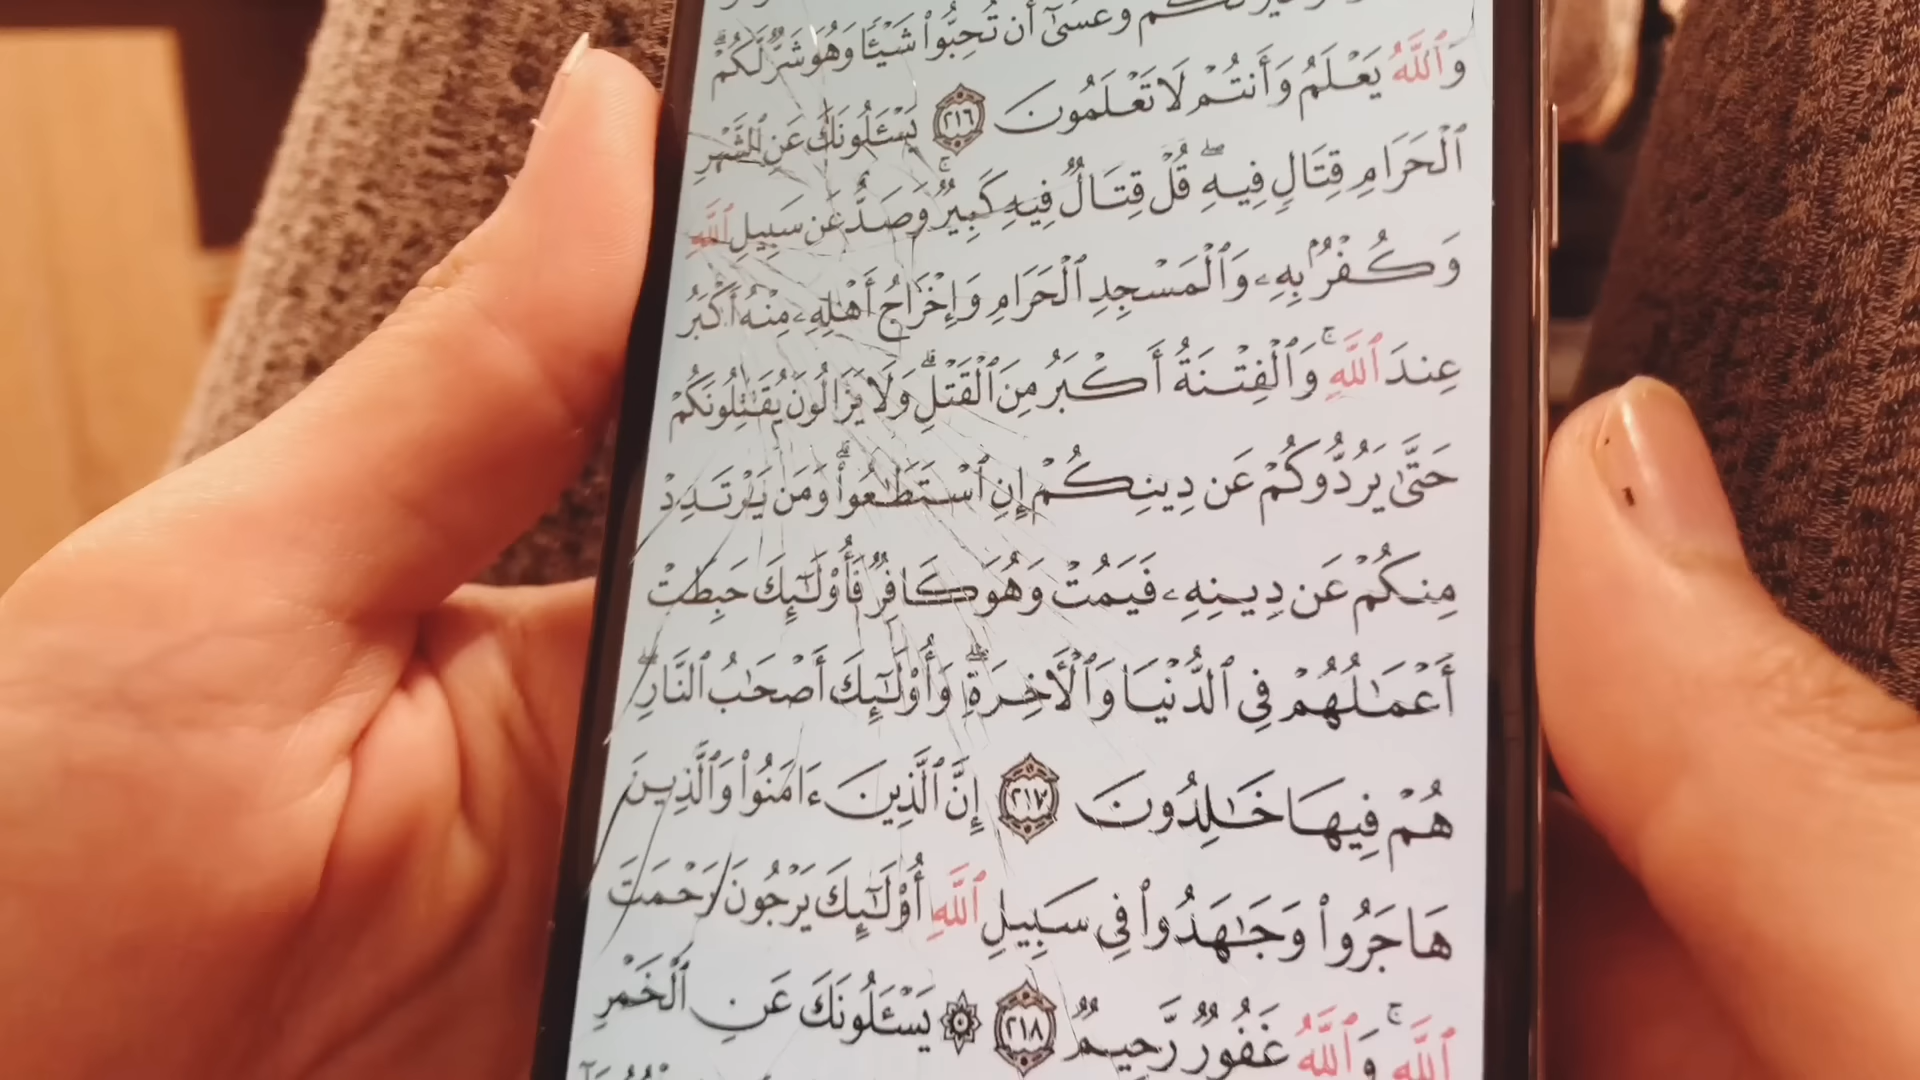 وَعَسَىٰٓ أَن تُحِبُّوا۟ شَيْـًٔا وَهُوَ شَرٌّ لَّكُمْ ۗ
وَٱللَّهُ يَعْلَمُ وَأَنتُمْ لَا تَعْلَمُونَ ٢١٦ يَسْـَٔلُونَكَ عَنِ ٱلشَّهْرِ
ٱلْحَرَامِ قِتَالٍ فِيهِ ۖ قُلْ قِتَالٌ فِيهِ كَبِيرٌ ۚ وَصَدٌّ عَن سَبِيلِ ٱللَّهِ
وَكُفْرٌۢ بِهِۦ وَٱلْمَسْجِدِ ٱلْحَرَامِ وَإِخْرَاجُ أَهْلِهِۦ مِنْهُ أَكْبَرُ
عِندَ ٱللَّهِ ۚ وَٱلْفِتْنَةُ أَكْبَرُ مِنَ ٱلْقَتْلِ ۗ وَلَا يَزَالُونَ يُقَـٰتِلُونَكُمْ
حَتَّىٰ يَرُدُّوكُمْ عَن دِينِكُمْ إِنِ ٱسْتَطَـٰعُوا۟ ۚ وَمَن يَرْتَدِدْ
مِنكُمْ عَن دِينِهِۦ فَيَمُتْ وَهُوَ كَافِرٌ فَأُو۟لَـٰٓئِكَ حَبِطَتْ
أَعْمَـٰلُهُمْ فِى ٱلدُّنْيَا وَٱلْـَٔاخِرَةِ ۖ وَأُو۟لَـٰٓئِكَ أَصْحَـٰبُ ٱلنَّارِ ۖ
هُمْ فِيهَا خَـٰلِدُونَ ٢١٧ إِنَّ ٱلَّذِينَ ءَامَنُوا۟ وَٱلَّذِينَ
هَاجَرُوا۟ وَجَـٰهَدُوا۟ فِى سَبِيلِ ٱللَّهِ أُو۟لَـٰٓئِكَ يَرْجُونَ رَحْمَتَ
ٱللَّهِ ۚ وَٱللَّهُ غَفُورٌ رَّحِيمٌ ٢١٨ ۞ يَسْـَٔلُونَكَ عَنِ ٱلْخَمْرِ